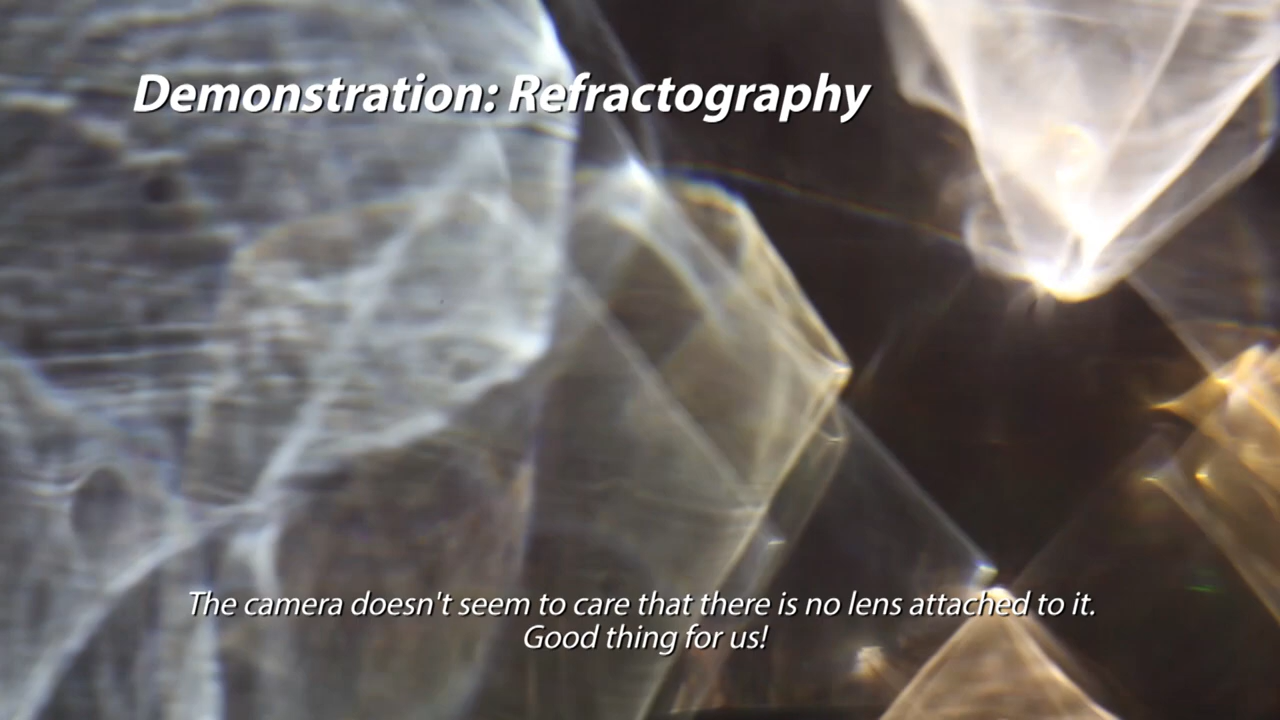 Demonstration: Refractography
The camera doesn't seem to care that there is no lens attached to it.
Good thing for us!